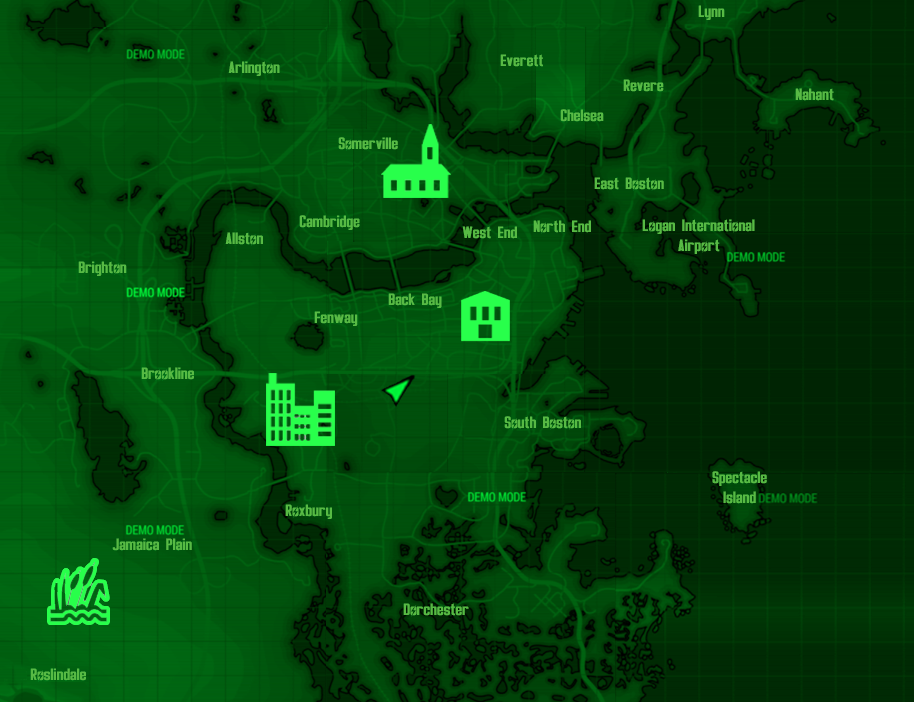 Lynn
DEMO MODE
Everett
Arlington
Revere
Nahant
Chelsea
Somerville
East Boston
Cambridge
Logan International
Airport
North End
West End
Allston
DEMO MODE
Brighton
DEMO MODE
Back Bay
Fenway
Brookline
South Boston
Spectacle
Island DEMO MODE
DEMO MODE
Roxbury
DEMO MODE
Jamaica Plain
Dorchester
Roslindale